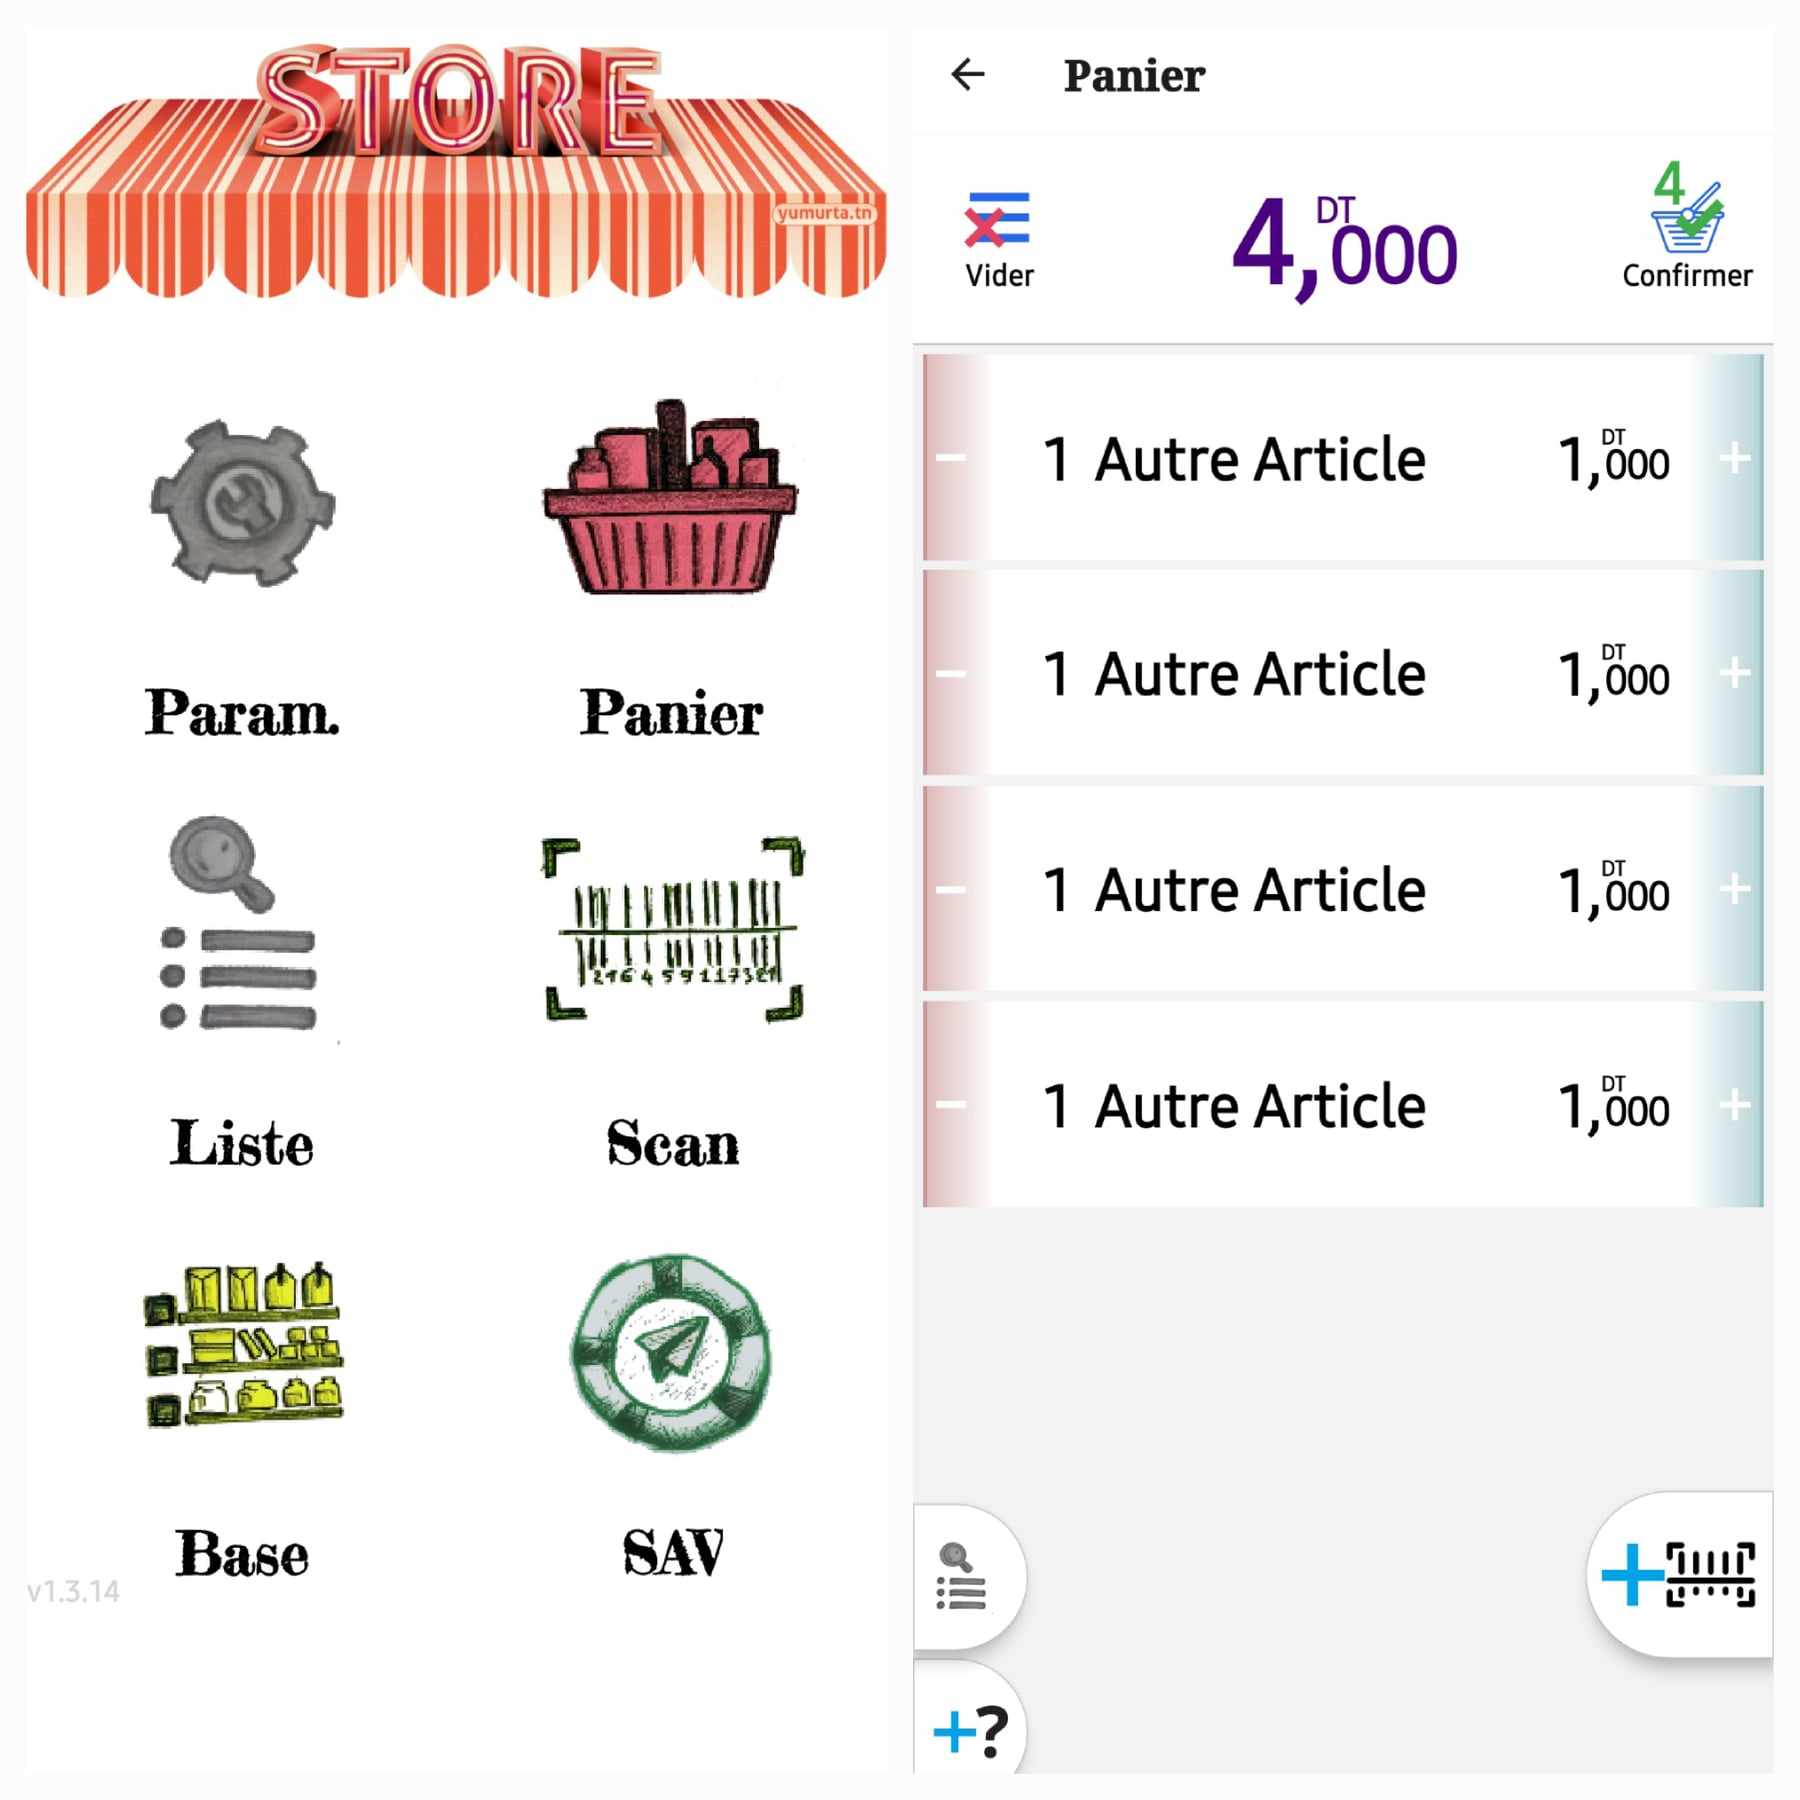 STORE
yumurta.tn
Param.
Panier
Liste
Scan
Base
SAV
v1.3.14
Panier
Vider
4,000 DT
4
Confirmer
1 Autre Article 1,000 DT
1 Autre Article 1,000 DT
1 Autre Article 1,000 DT
1 Autre Article 1,000 DT
+?